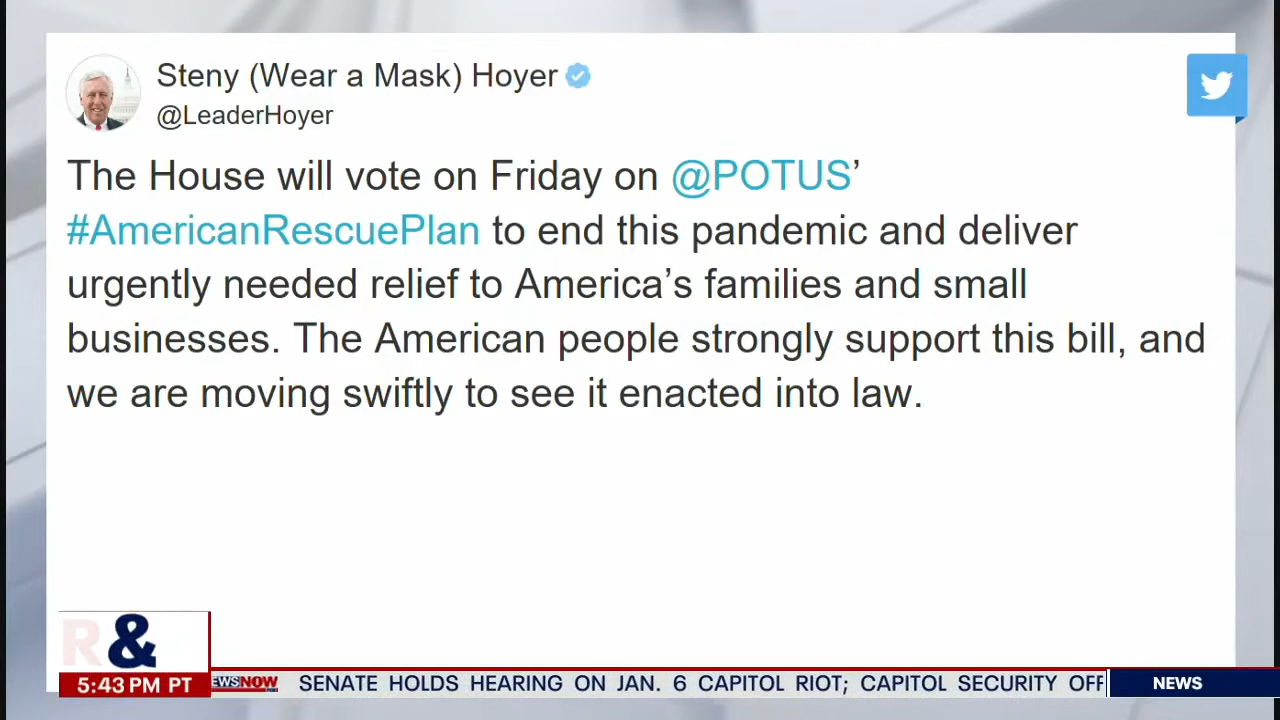 Steny (Wear a Mask) Hoyer
@LeaderHoyer
The House will vote on Friday on @POTUS’
#AmericanRescuePlan to end this pandemic and deliver
urgently needed relief to America’s families and small
businesses. The American people strongly support this bill, and
we are moving swiftly to see it enacted into law.
R&
5:43 PM PT EWSNOW SENATE HOLDS HEARING ON JAN. 6 CAPITOL RIOT; CAPITOL SECURITY OFF NEWS